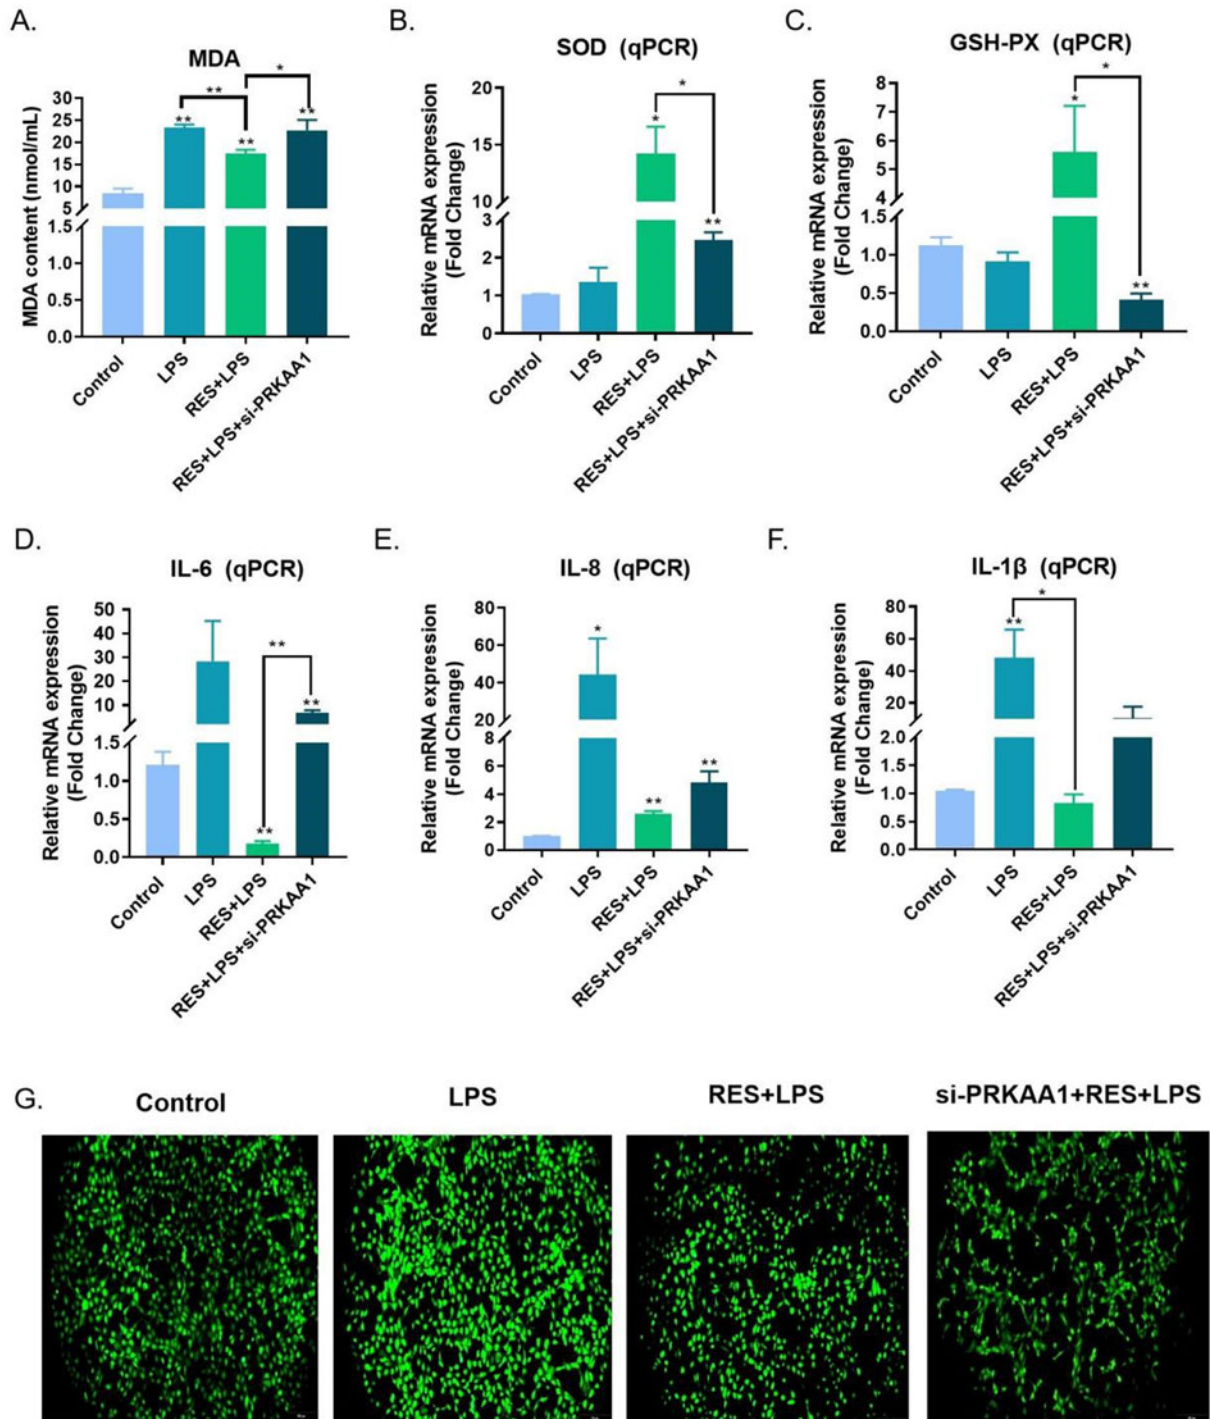 A.
MDA
MDA content (nmol/mL)
30
25
20
15
10
5
1.5
1.0
0.5
0.0
**
**
**
*
**
Control
LPS
RES+LPS
RES+LPS+si-PRKAA1
B.
SOD (qPCR)
Relative mRNA expression
(Fold Change)
20
15
10
3
2
1
0
*
*
**
Control
LPS
RES+LPS
RES+LPS+si-PRKAA1
C.
GSH-PX (qPCR)
Relative mRNA expression
(Fold Change)
8
7
6
5
4
1.5
1.0
0.5
0.0
*
*
**
Control
LPS
RES+LPS
RES+LPS+si-PRKAA1
D.
IL-6 (qPCR)
Relative mRNA expression
(Fold Change)
50
40
30
20
10
1.5
1.0
0.5
0.0
**
**
**
Control
LPS
RES+LPS
RES+LPS+si-PRKAA1
E.
IL-8 (qPCR)
Relative mRNA expression
(Fold Change)
80
60
40
20
8
6
4
2
0
*
**
**
Control
LPS
RES+LPS
RES+LPS+si-PRKAA1
F.
IL-1β (qPCR)
Relative mRNA expression
(Fold Change)
80
60
40
20
2.0
1.5
1.0
0.5
0.0
**
*
Control
LPS
RES+LPS
RES+LPS+si-PRKAA1
G.
Control
LPS
RES+LPS
si-PRKAA1+RES+LPS